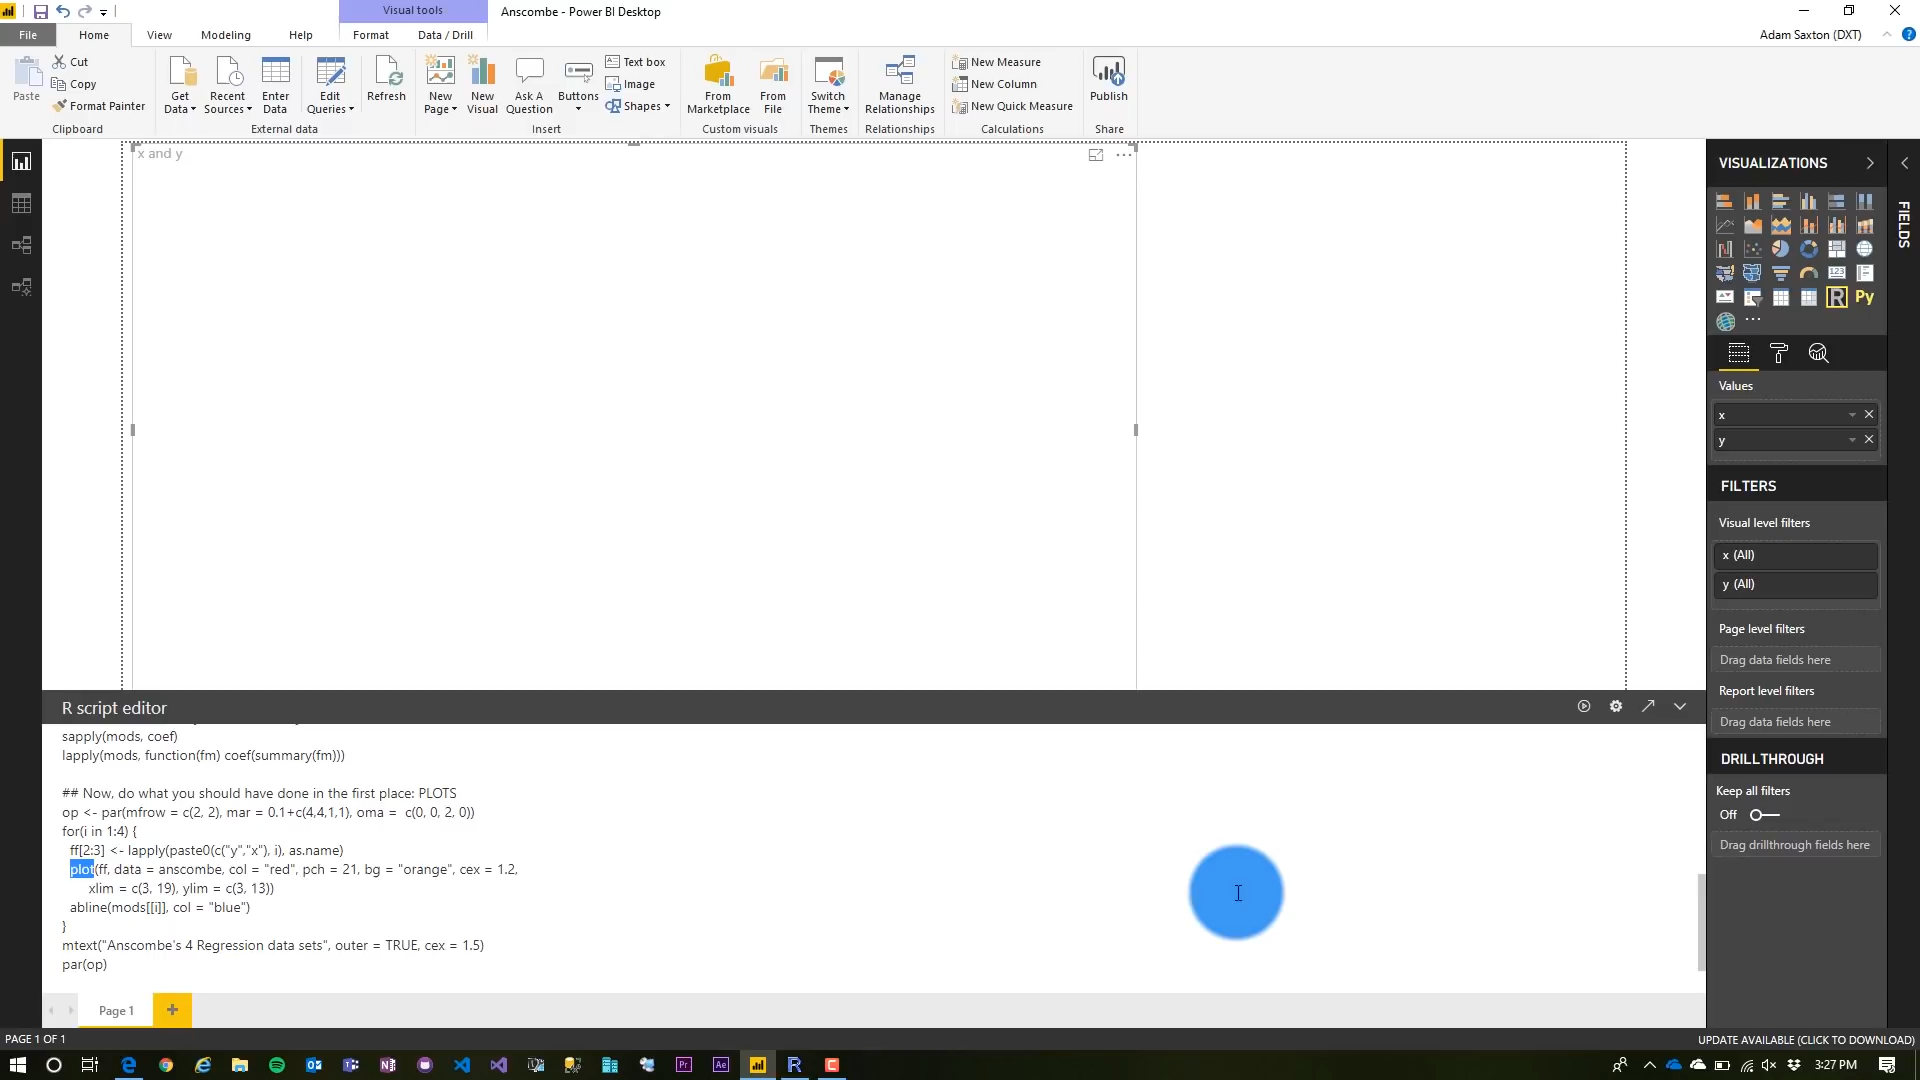 Visual tools
Anscombe - Power BI Desktop
File
Home
View
Modeling
Help
Format
Data / Drill
Adam Saxton (DXT)
Paste
Cut
Copy
Format Painter
Clipboard
Get Data
Recent Sources
Enter Data
Edit Queries
Refresh
External data
New Page
New Visual
Ask A Question
Buttons
Text box
Image
Shapes
Insert
From Marketplace
From File
Custom visuals
Switch Theme
Themes
Manage Relationships
Relationships
New Measure
New Column
New Quick Measure
Calculations
Publish
Share
x and y
VISUALIZATIONS
FIELDS
R
Py
Values
x
y
FILTERS
Visual level filters
x (All)
y (All)
Page level filters
Drag data fields here
Report level filters
Drag data fields here
DRILLTHROUGH
Keep all filters
Off
Drag drillthrough fields here
R script editor
sapply(mods, coef)
lapply(mods, function(fm) coef(summary(fm)))
## Now, do what you should have done in the first place: PLOTS
op <- par(mfrow = c(2, 2), mar = 0.1+c(4,4,1,1), oma =  c(0, 0, 2, 0))
for(i in 1:4) {
ff[2:3] <- lapply(paste0(c("y","x"), i), as.name)
plot(ff, data = anscombe, col = "red", pch = 21, bg = "orange", cex = 1.2,
xlim = c(3, 19), ylim = c(3, 13))
abline(mods[[i]], col = "blue")
}
mtext("Anscombe's 4 Regression data sets", outer = TRUE, cex = 1.5)
par(op)
Page 1
PAGE 1 OF 1
UPDATE AVAILABLE (CLICK TO DOWNLOAD)
3:27 PM